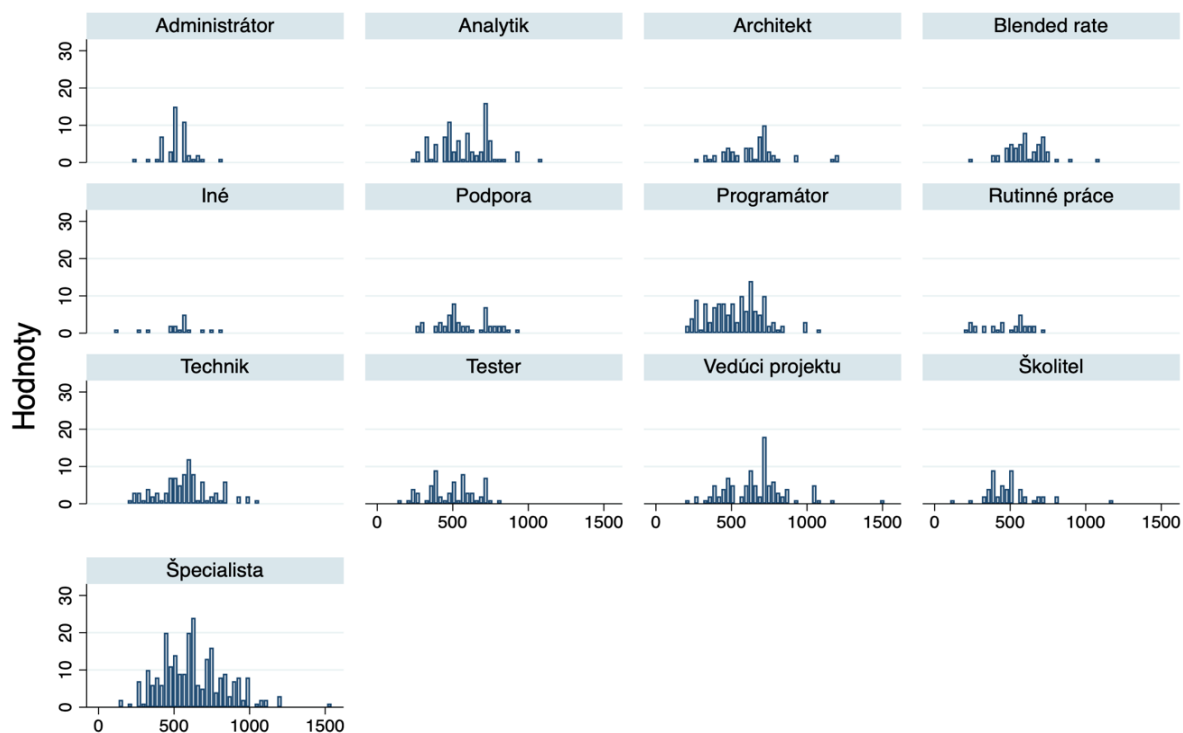 Administrátor Analytik Architekt Blended rate
30
20
10
0
Iné Podpora Programátor Rutinné práce
30
20
10
0
Hodnoty
Technik Tester Vedúci projektu Školitel
30
20
10
0
0 500 1000 1500 0 500 1000 1500 0 500 1000 1500
Špecialista
30
20
10
0
0 500 1000 1500